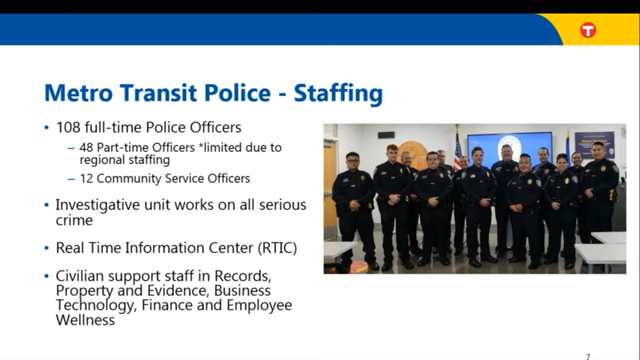 T
Metro Transit Police - Staffing
• 108 full-time Police Officers
– 48 Part-time Officers *limited due to
regional staffing
– 12 Community Service Officers
• Investigative unit works on all serious
crime
• Real Time Information Center (RTIC)
• Civilian support staff in Records,
Property and Evidence, Business
Technology, Finance and Employee
Wellness
7